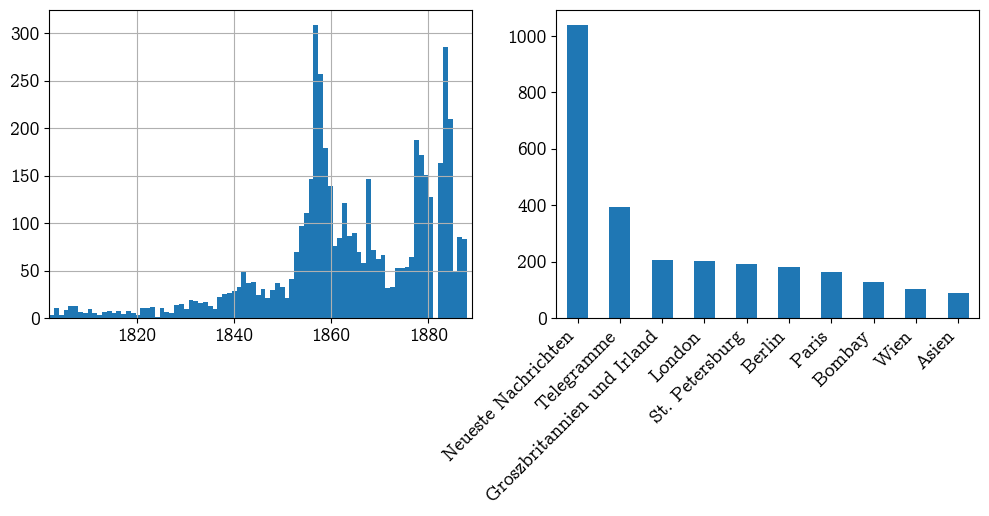 300
250
200
150
100
50
0
1820 1840 1860 1880
1000
800
600
400
200
0
Neueste Nachrichten
Telegramme
Groszbritannien und Irland
London
St. Petersburg
Berlin
Paris
Bombay
Wien
Asien